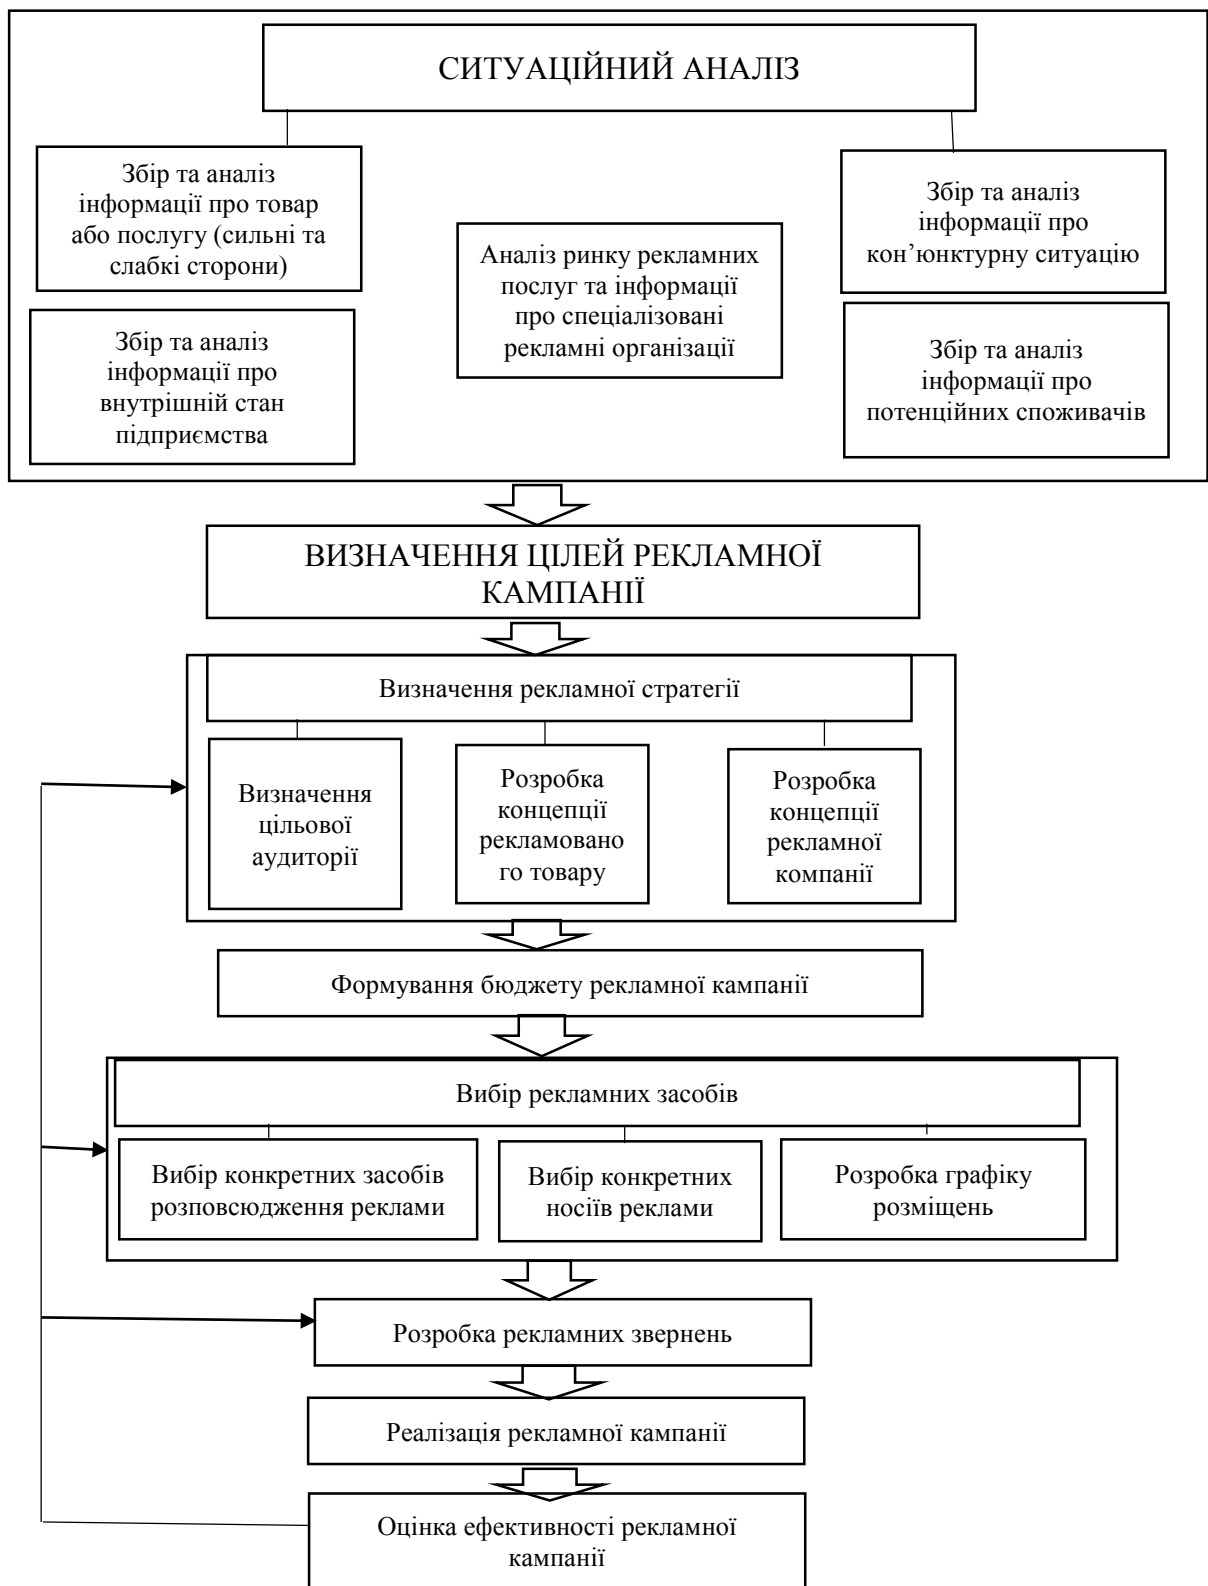 СИТУАЦІЙНИЙ АНАЛІЗ
Збір та аналіз
інформації про товар
або послугу (сильні та
слабкі сторони)
Збір та аналіз
інформації про
кон’юнктурну ситуацію
Аналіз ринку рекламних
послуг та інформації
про спеціалізовані
рекламні організації
Збір та аналіз
інформації про
внутрішній стан
підприємства
Збір та аналіз
інформації про
потенційних споживачів
ВИЗНАЧЕННЯ ЦІЛЕЙ РЕКЛАМНОЇ
КАМПАНІЇ
Визначення рекламної стратегії
Визначення
цільової
аудиторії
Розробка
концепції
рекламовано
го товару
Розробка
концепції
рекламної
компанії
Формування бюджету рекламної кампанії
Вибір рекламних засобів
Вибір конкретних засобів
розповсюдження реклами
Вибір конкретних
носіїв реклами
Розробка графіку
розміщень
Розробка рекламних звернень
Реалізація рекламної кампанії
Оцінка ефективності рекламної
кампанії